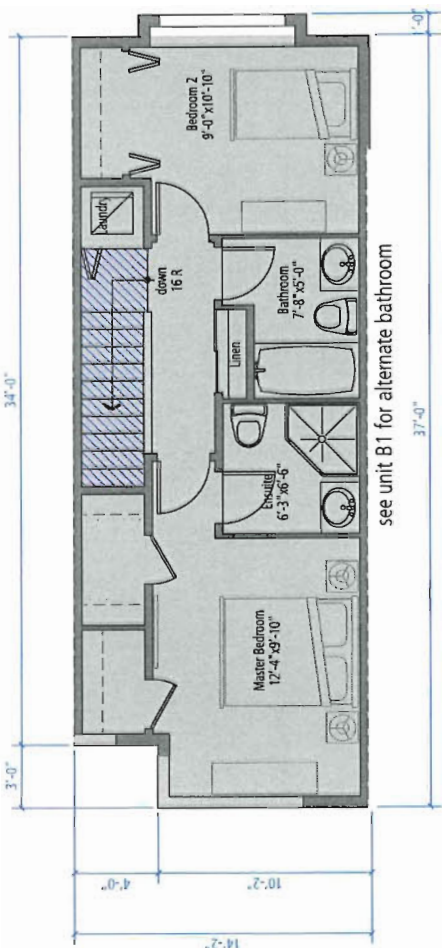 34'-0"
3'-0"
1'-0"
Laundry
down
16 R
Bedroom 2
9'-0"x10'-10"
Linen
Bathroom
7'-8"x5'-0"
Ensuite
6'-3"x6'-6"
Master Bedroom
12'-4"x9'-10"
4'-0"
10'-2"
14'-2"
see unit B1 for alternate bathroom
37'-0"